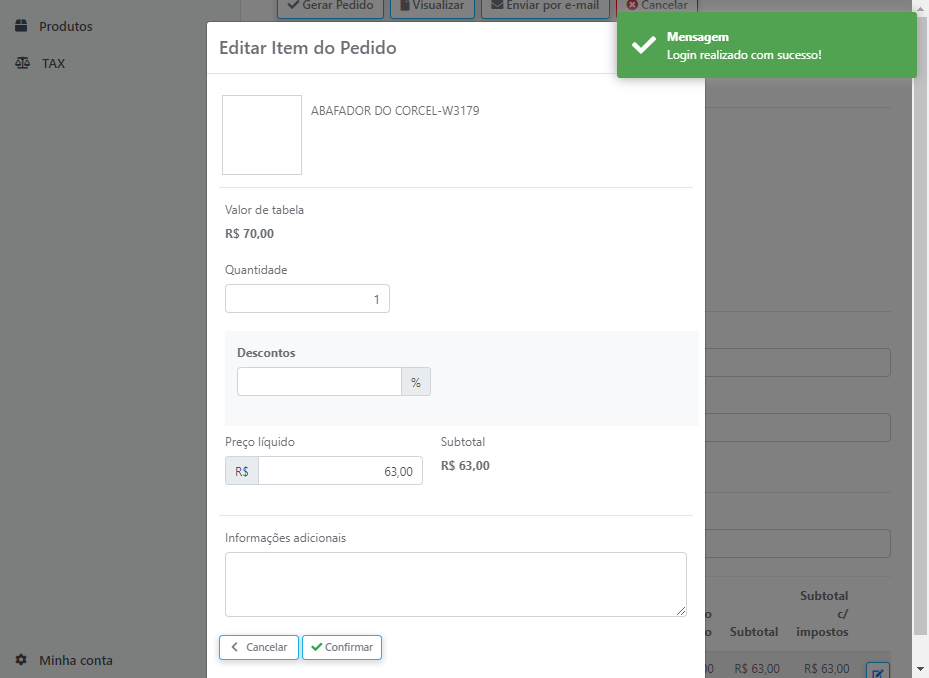 Produtos
TAX
Gerar Pedido
Visualizar
Enviar por e-mail
Cancelar
Mensagem
Login realizado com sucesso!
Editar Item do Pedido
ABAFADOR DO CORCEL-W3179
Valor de tabela
R$ 70,00
Quantidade
1
Descontos
%
Preço líquido
Subtotal
R$ 63,00
R$ 63,00
Informações adicionais
Cancelar
Confirmar
Subtotal
Subtotal
c/
impostos
R$ 63,00
R$ 63,00
Minha conta